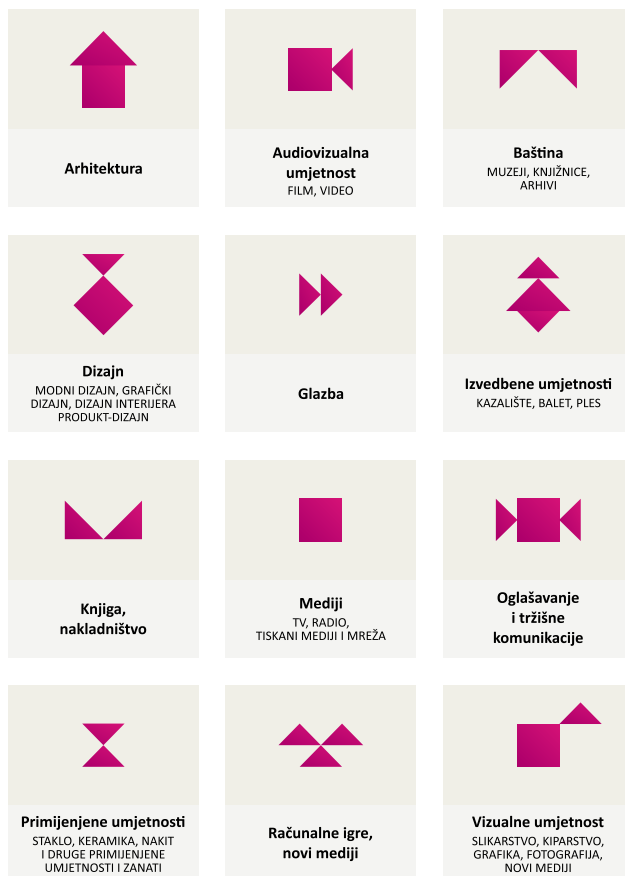 Arhitektura
Audiovizualna
umjetnost
FILM, VIDEO
Baština
MUZEJI, KNJIŽNICE,
ARHIVI
Dizajn
MODNI DIZAJN, GRAFIČKI
DIZAJN, DIZAJN INTERIJERA
PRODUKT-DIZAJN
Glazba
Izvedbene umjetnosti
KAZALIŠTE, BALET, PLES
Knjiga,
nakladništvo
Mediji
TV, RADIO,
TISKANI MEDIJI I MREŽA
Oglašavanje
i tržišne
komunikacije
Primijenjene umjetnosti
STAKLO, KERAMIKA, NAKIT
I DRUGE PRIMIJENJENE
UMJETNOSTI I ZANATI
Računalne igre,
novi mediji
Vizualne umjetnost
SLIKARSTVO, KIPARSTVO,
GRAFIKA, FOTOGRAFIJA,
NOVI MEDIJI